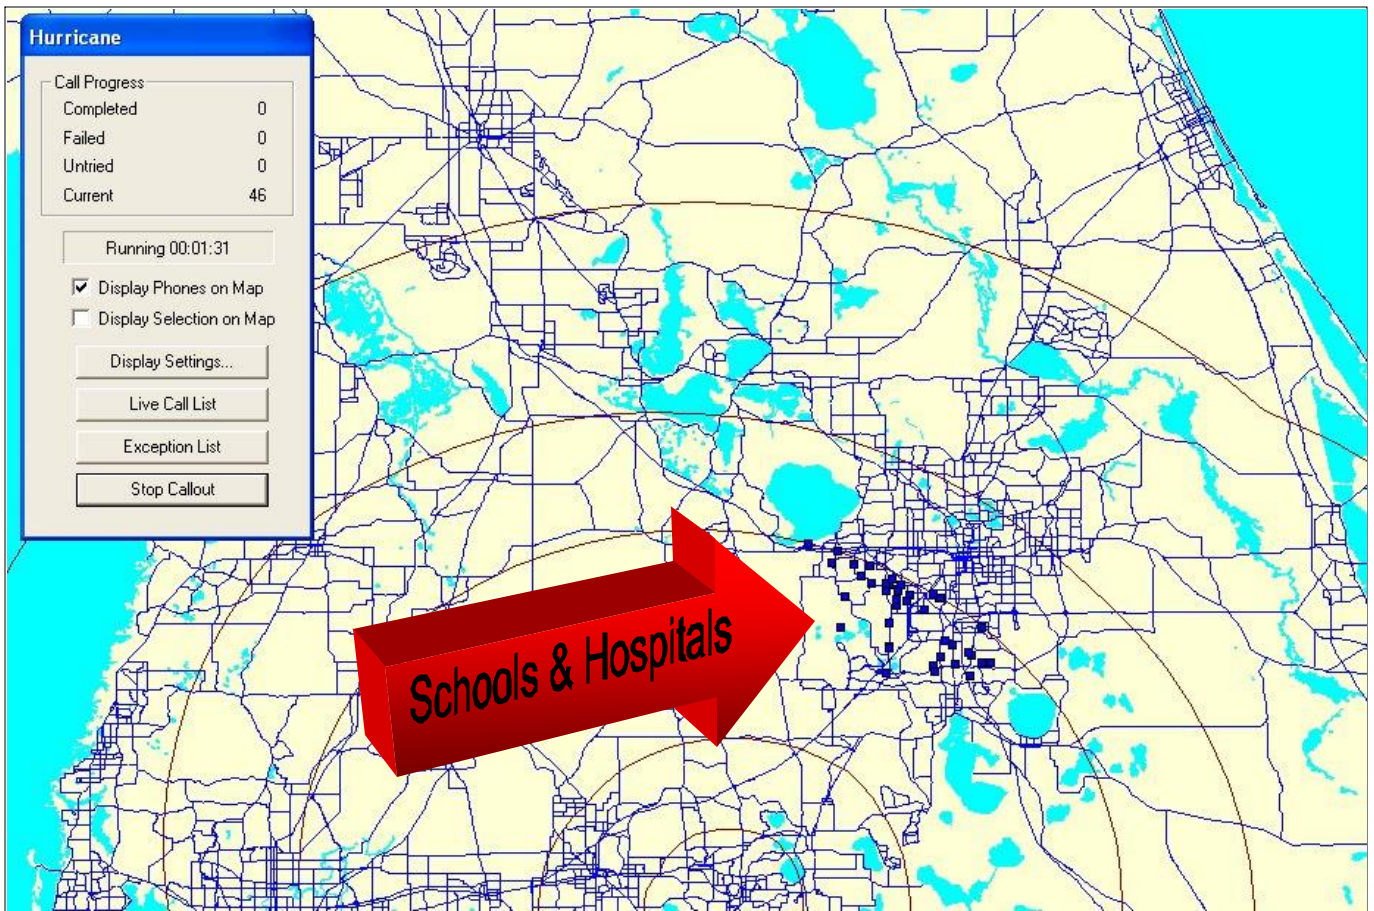 Hurricane
Call Progress
Completed 0
Failed 0
Untried 0
Current 46
Running 00:01:31
Display Phones on Map
Display Selection on Map
Display Settings...
Live Call List
Exception List
Stop Callout
Schools & Hospitals